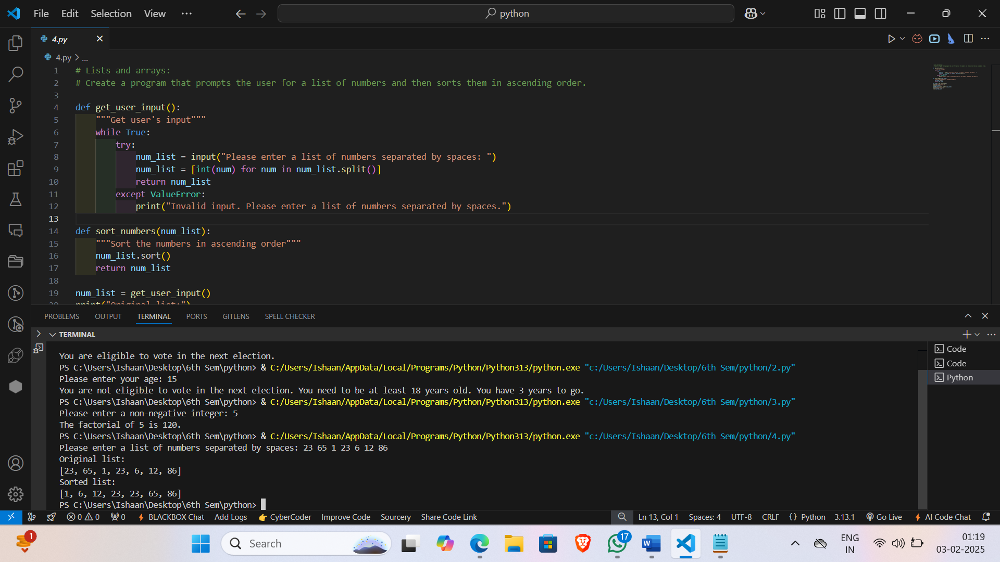 File Edit Selection View ... python
4.py
4.py > ...
1 # Lists and arrays:
2 # Create a program that prompts the user for a list of numbers and then sorts them in ascending order.
3
4 def get_user_input():
5 """Get user's input"""
6 while True:
7 try:
8 num_list = input("Please enter a list of numbers separated by spaces: ")
9 num_list = [int(num) for num in num_list.split()]
10 return num_list
11 except ValueError:
12 print("Invalid input. Please enter a list of numbers separated by spaces.")
13
14 def sort_numbers(num_list):
15 """Sort the numbers in ascending order"""
16 num_list.sort()
17 return num_list
18
19 num_list = get_user_input()
20 print("Original list:")
PROBLEMS OUTPUT TERMINAL PORTS GITLENS SPELL CHECKER
TERMINAL
You are eligible to vote in the next election.
PS C:\Users\Ishaan\Desktop\6th Sem\python> & C:/Users/Ishaan/AppData/Local/Programs/Python/Python313/python.exe "c:/Users/Ishaan/Desktop/6th Sem/python/2.py"
Please enter your age: 15
You are not eligible to vote in the next election. You need to be at least 18 years old. You have 3 years to go.
PS C:\Users\Ishaan\Desktop\6th Sem\python> & C:/Users/Ishaan/AppData/Local/Programs/Python/Python313/python.exe "c:/Users/Ishaan/Desktop/6th Sem/python/3.py"
Please enter a non-negative integer: 5
The factorial of 5 is 120.
PS C:\Users\Ishaan\Desktop\6th Sem\python> & C:/Users/Ishaan/AppData/Local/Programs/Python/Python313/python.exe "c:/Users/Ishaan/Desktop/6th Sem/python/4.py"
Please enter a list of numbers separated by spaces: 23 65 1 23 6 12 86
Original list:
[23, 65, 1, 23, 6, 12, 86]
Sorted list:
[1, 6, 12, 23, 23, 65, 86]
PS C:\Users\Ishaan\Desktop\6th Sem\python>
Code
Code
Python
0 0 0 BLACKBOX Chat Add Logs CyberCoder Improve Code Sourcery Share Code Link Ln 13, Col 1 Spaces: 4 UTF-8 CRLF {} Python 3.13.1 Go Live AI Code Chat
1 Search 17 W ENG IN 01:19 03-02-2025